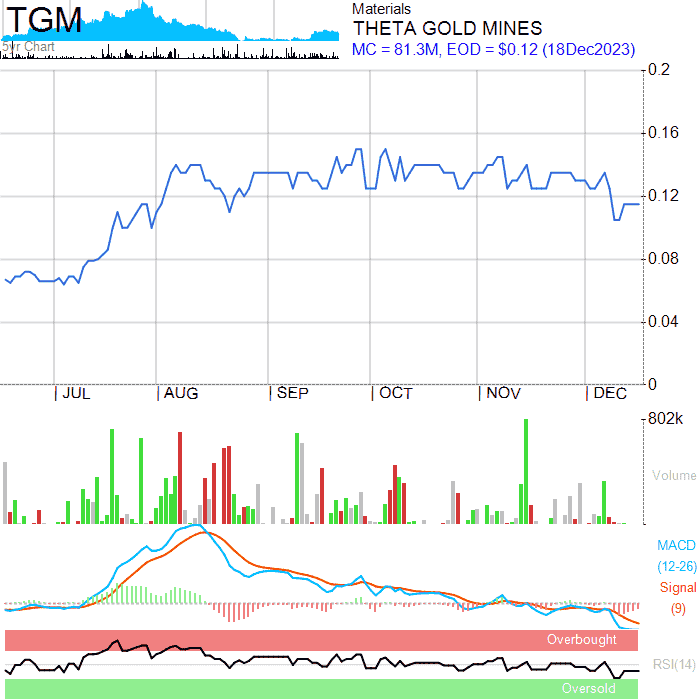 TGM
5yr Chart
Materials
THETA GOLD MINES
MC = 81.3M, EOD = $0.12 (18Dec2023)
0.2
0.16
0.12
0.08
0.04
0
JUL AUG SEP OCT NOV DEC
802k
Volume
MACD
(12-26)
Signal
(9)
Overbought
RSI(14)
Oversold